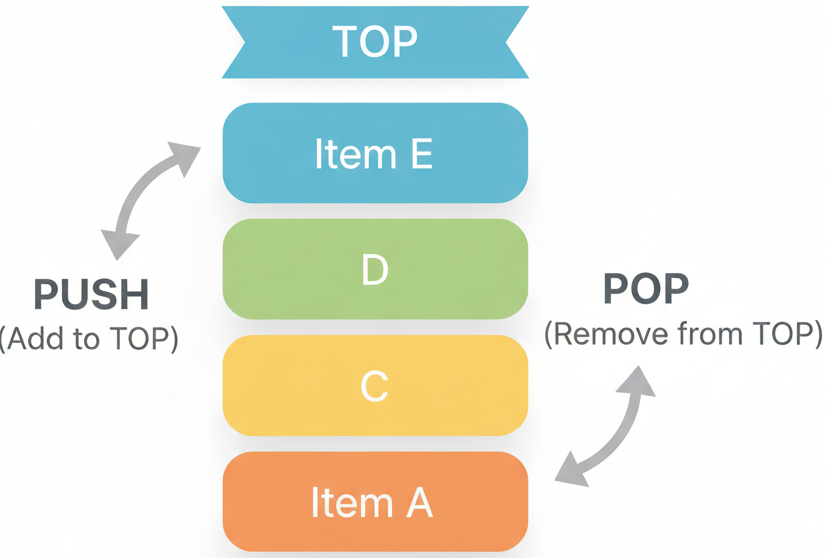 TOP
Item E
D
PUSH
(Add to TOP)
POP
(Remove from TOP)
C
Item A